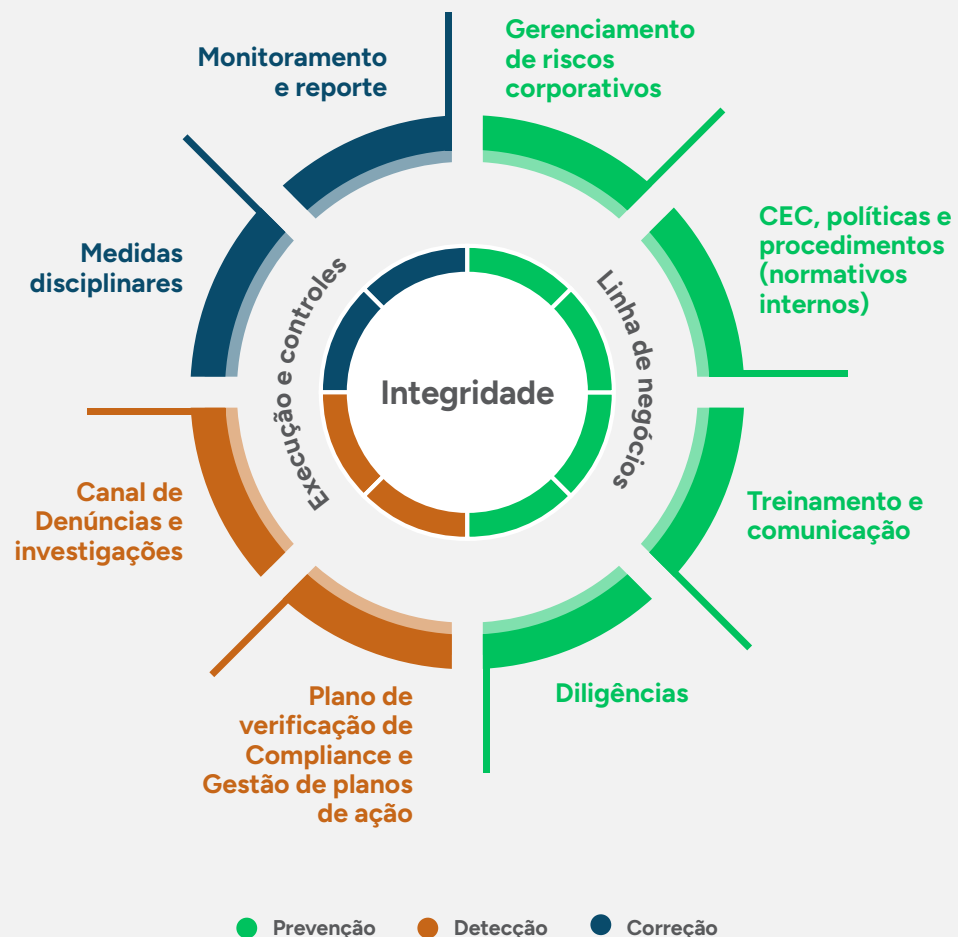 Gerenciamento
de riscos
corporativos
CEC, políticas e
procedimentos
(normativos
internos)
Treinamento e
comunicação
Diligências
Plano de
verificação de
Compliance e
Gestão de planos
de ação
Canal de
Denúncias e
investigações
Medidas
disciplinares
Monitoramento
e reporte
Execução e controles
Linha de negócios
Integridade
Prevenção
Detecção
Correção